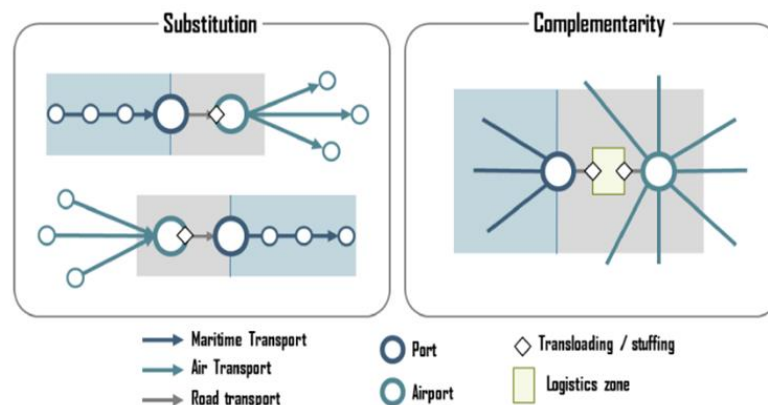 Substitution
Complementarity
Maritime Transport
Air Transport
Road transport
Port
Airport
Transloading / stuffing
Logistics zone